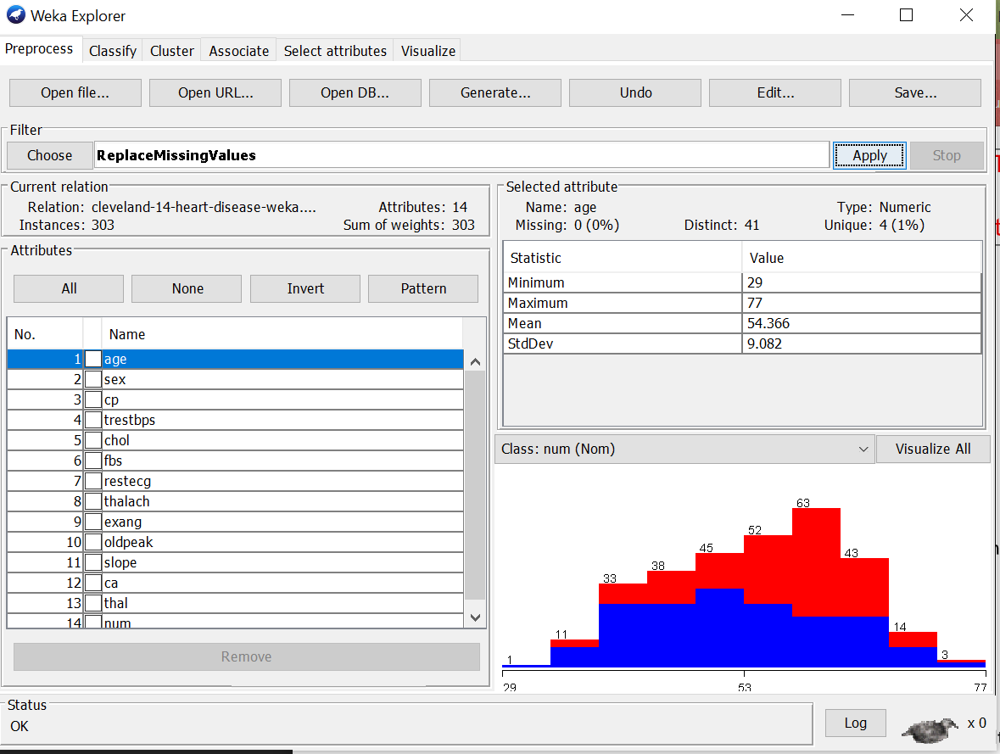 Weka Explorer
Preprocess Classify Cluster Associate Select attributes Visualize
Open file... Open URL... Open DB... Generate... Undo Edit... Save...
Filter
Choose ReplaceMissingValues Apply Stop
Current relation
Relation: cleveland-14-heart-disease-weka.... Attributes: 14
Instances: 303 Sum of weights: 303
Attributes
All None Invert Pattern
No. Name
1 age
2 sex
3 cp
4 trestbps
5 chol
6 fbs
7 restecg
8 thalach
9 exang
10 oldpeak
11 slope
12 ca
13 thal
14 num
Remove
Selected attribute
Name: age Type: Numeric
Missing: 0 (0%) Distinct: 41 Unique: 4 (1%)
Statistic Value
Minimum 29
Maximum 77
Mean 54.366
StdDev 9.082
Class: num (Nom) Visualize All
1 11 33 38 45 52 63 43 14 3
29 53 77
Status
OK
Log x 0